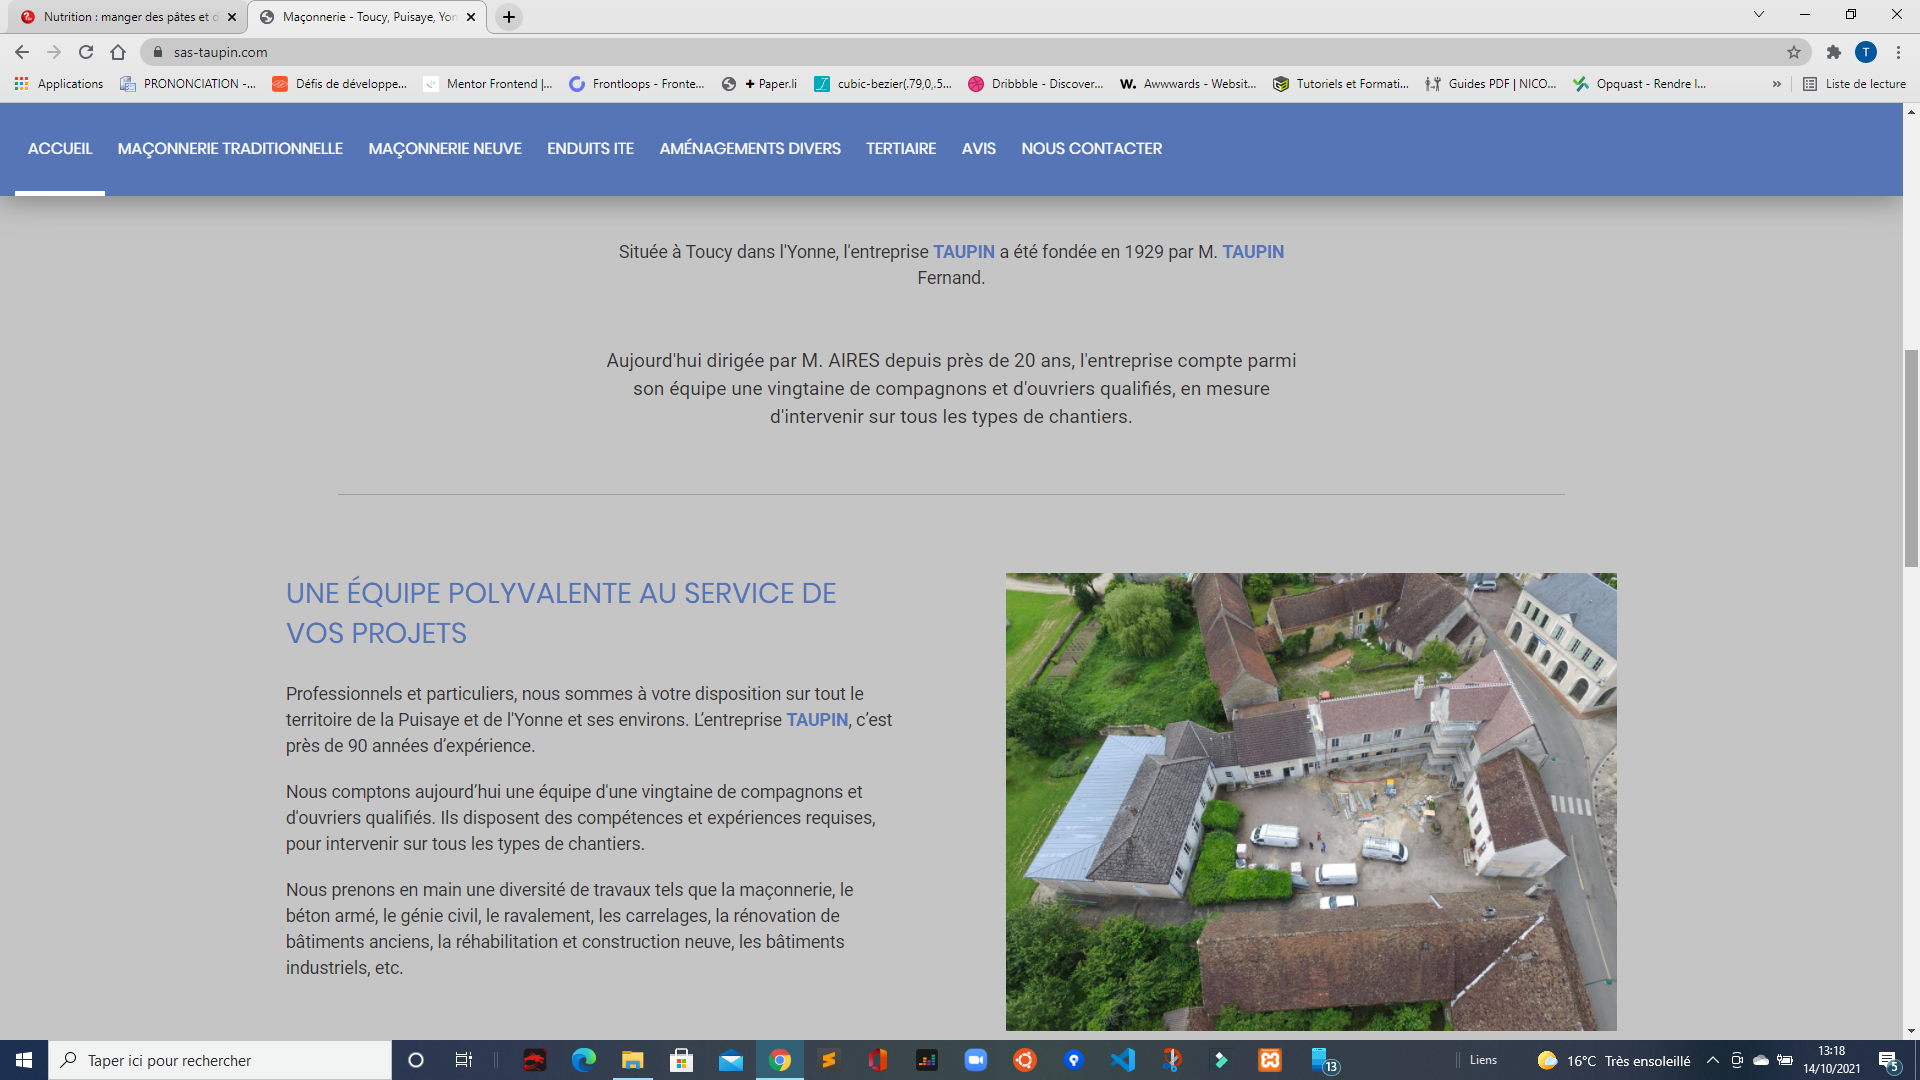 Nutrition : manger des pâtes et d
Maçonnerie - Toucy, Puisaye, Yon
sas-taupin.com
Applications
PRONONCIATION -...
Défis de développe...
Mentor Frontend |...
Frontloops - Fronte...
+ Paper.li
cubic-bezier(.79,0,.5...
Dribbble - Discover...
W. Awwwards - Websit...
Tutoriels et Formati...
Guides PDF | NICO...
Opquast - Rendre l...
»
Liste de lecture
T
ACCUEIL MAÇONNERIE TRADITIONNELLE MAÇONNERIE NEUVE ENDUITS ITE AMÉNAGEMENTS DIVERS TERTIAIRE AVIS NOUS CONTACTER
Située à Toucy dans l'Yonne, l'entreprise TAUPIN a été fondée en 1929 par M. TAUPIN
Fernand.
Aujourd'hui dirigée par M. AIRES depuis près de 20 ans, l'entreprise compte parmi
son équipe une vingtaine de compagnons et d'ouvriers qualifiés, en mesure
d'intervenir sur tous les types de chantiers.
UNE ÉQUIPE POLYVALENTE AU SERVICE DE
VOS PROJETS
Professionnels et particuliers, nous sommes à votre disposition sur tout le
territoire de la Puisaye et de l'Yonne et ses environs. L’entreprise TAUPIN, c’est
près de 90 années d’expérience.
Nous comptons aujourd’hui une équipe d'une vingtaine de compagnons et
d'ouvriers qualifiés. Ils disposent des compétences et expériences requises,
pour intervenir sur tous les types de chantiers.
Nous prenons en main une diversité de travaux tels que la maçonnerie, le
béton armé, le génie civil, le ravalement, les carrelages, la rénovation de
bâtiments anciens, la réhabilitation et construction neuve, les bâtiments
industriels, etc.
Taper ici pour rechercher
13
Liens
16°C Très ensoleillé
13:18
14/10/2021
5